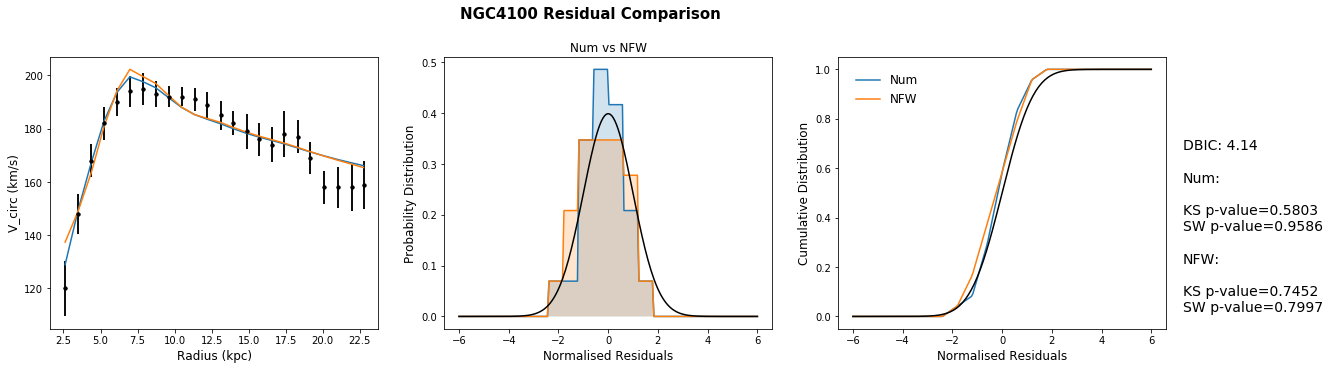 NGC4100 Residual Comparison
V_circ (km/s)
200
180
160
140
120
2.5 5.0 7.5 10.0 12.5 15.0 17.5 20.0 22.5
Radius (kpc)
Num vs NFW
Probability Distribution
0.5
0.4
0.3
0.2
0.1
0.0
−6 −4 −2 0 2 4 6
Normalised Residuals
Cumulative Distribution
1.0
0.8
0.6
0.4
0.2
0.0
Num
NFW
−6 −4 −2 0 2 4 6
Normalised Residuals
DBIC: 4.14
Num:
KS p-value=0.5803
SW p-value=0.9586
NFW:
KS p-value=0.7452
SW p-value=0.7997